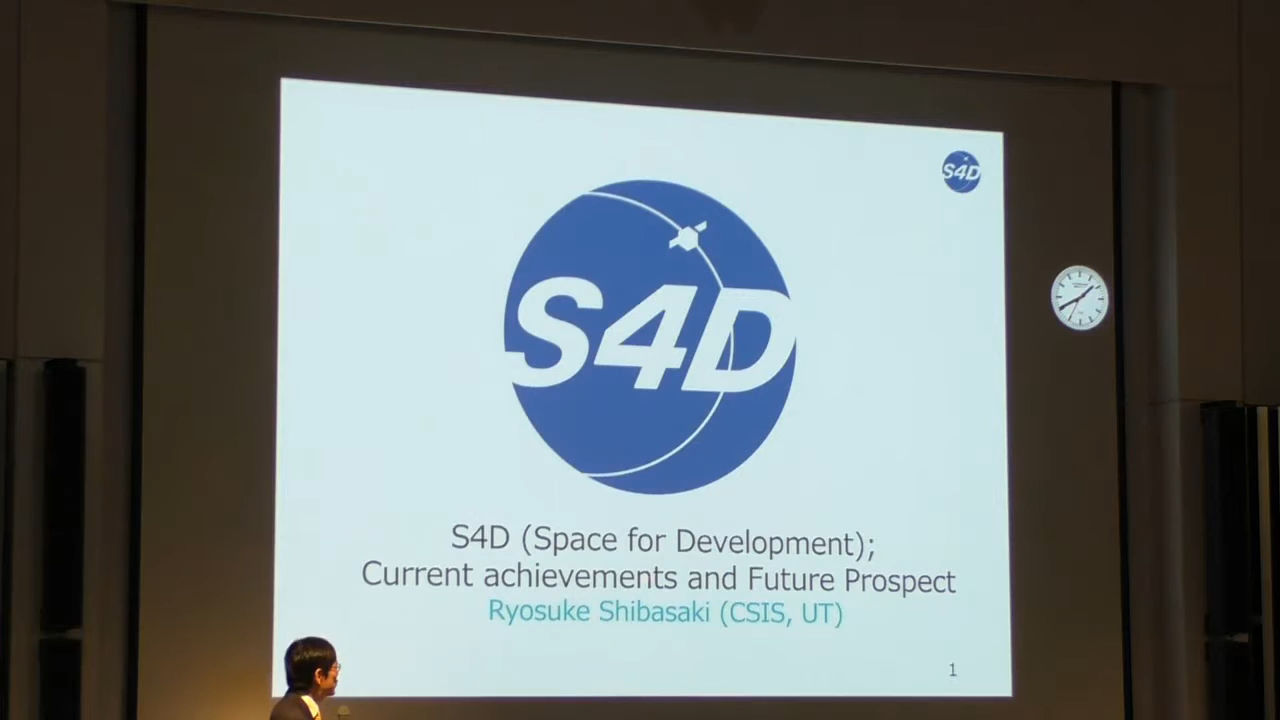 S4D
S4D
S4D (Space for Development);
Current achievements and Future Prospect
Ryosuke Shibasaki (CSIS, UT)
1